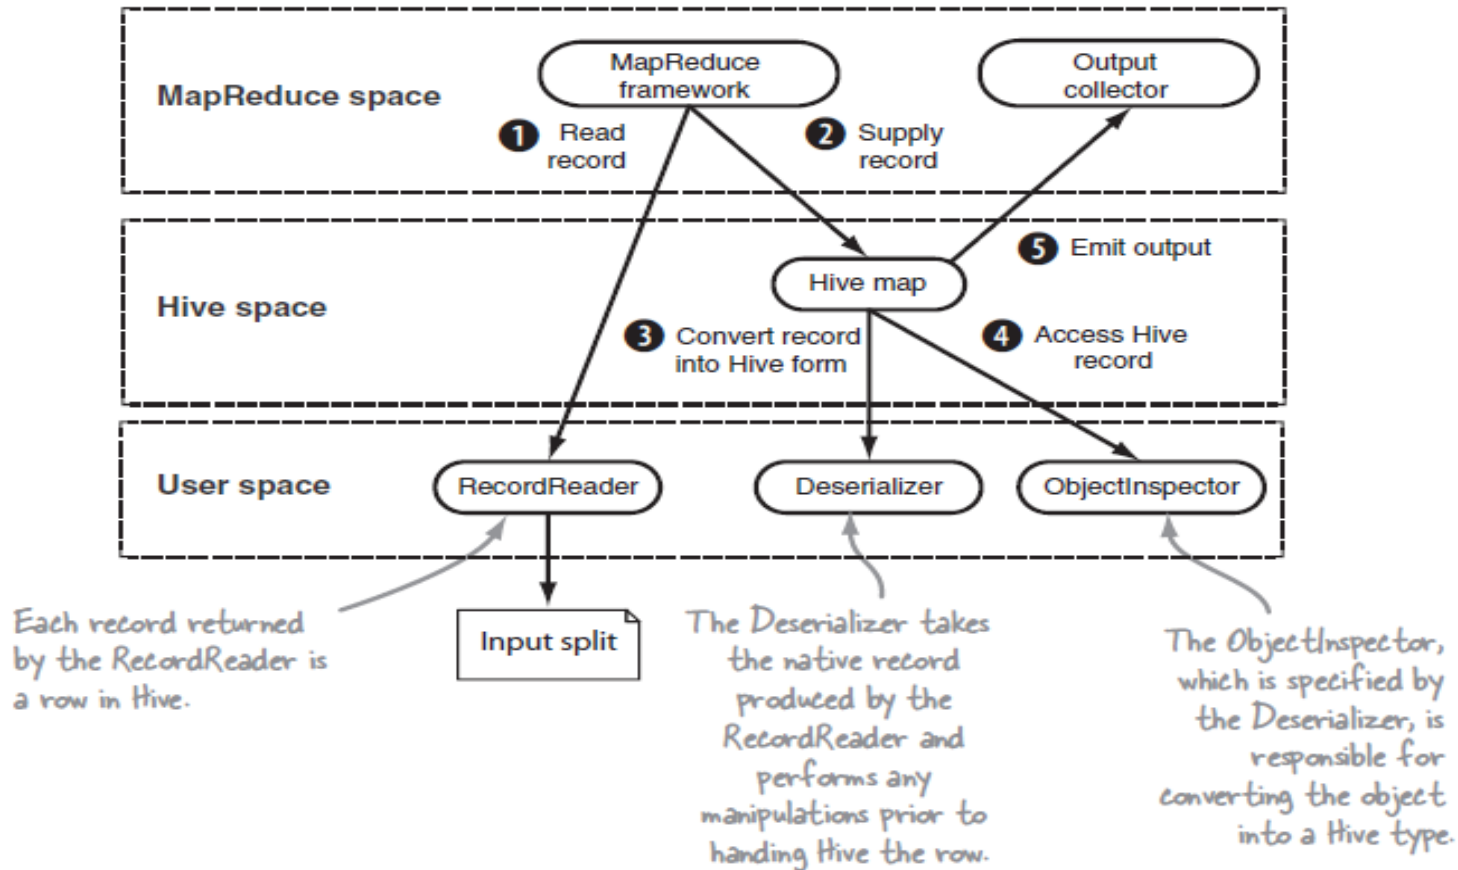 MapReduce space
MapReduce
framework
Output
collector
1 Read
record
2 Supply
record
Hive space
Hive map
5 Emit output
3 Convert record
into Hive form
4 Access Hive
record
User space
RecordReader
Deserializer
ObjectInspector
Input split
Each record returned
by the RecordReader is
a row in Hive.
The Deserializer takes
the native record
produced by the
RecordReader and
performs any
manipulations prior to
handing Hive the row.
The ObjectInspector,
which is specified by
the Deserializer, is
responsible for
converting the object
into a Hive type.